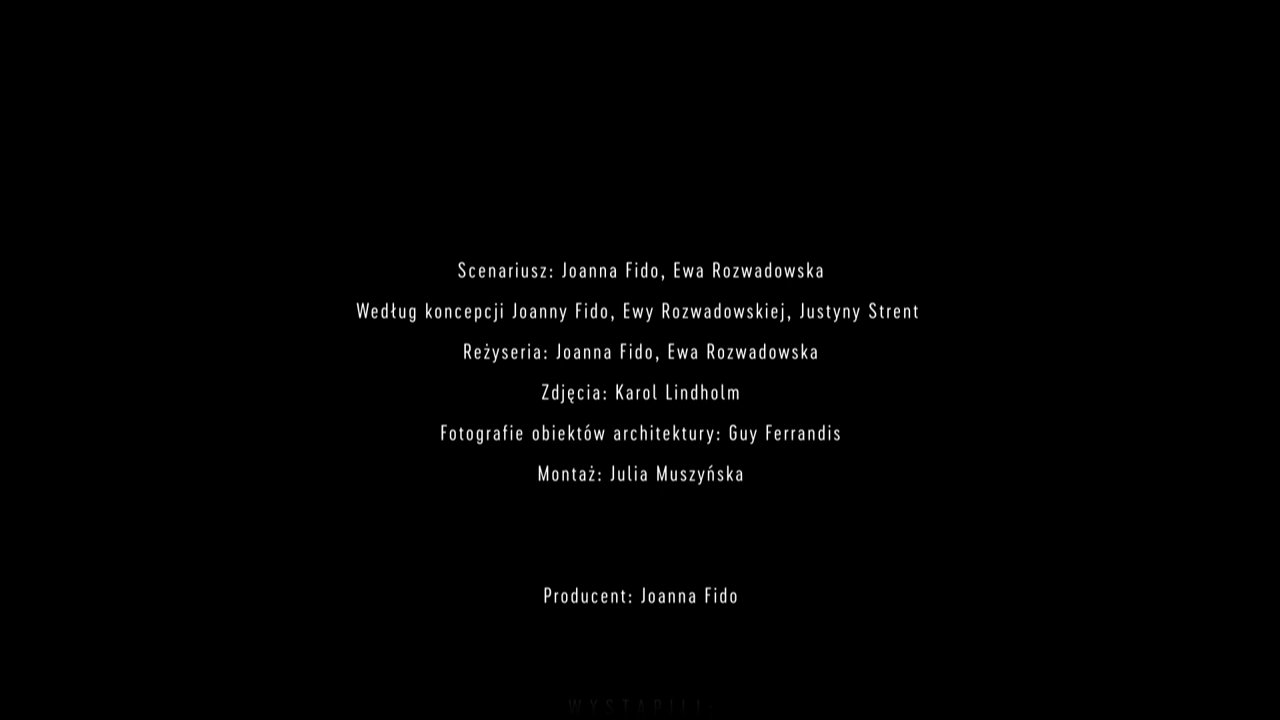 Scenariusz: Joanna Fido, Ewa Rozwadowska
Według koncepcji Joanny Fido, Ewy Rozwadowskiej, Justyny Strent
Reżyseria: Joanna Fido, Ewa Rozwadowska
Zdjęcia: Karol Lindholm
Fotografie obiektów architektury: Guy Ferrandis
Montaż: Julia Muszyńska
Producent: Joanna Fido